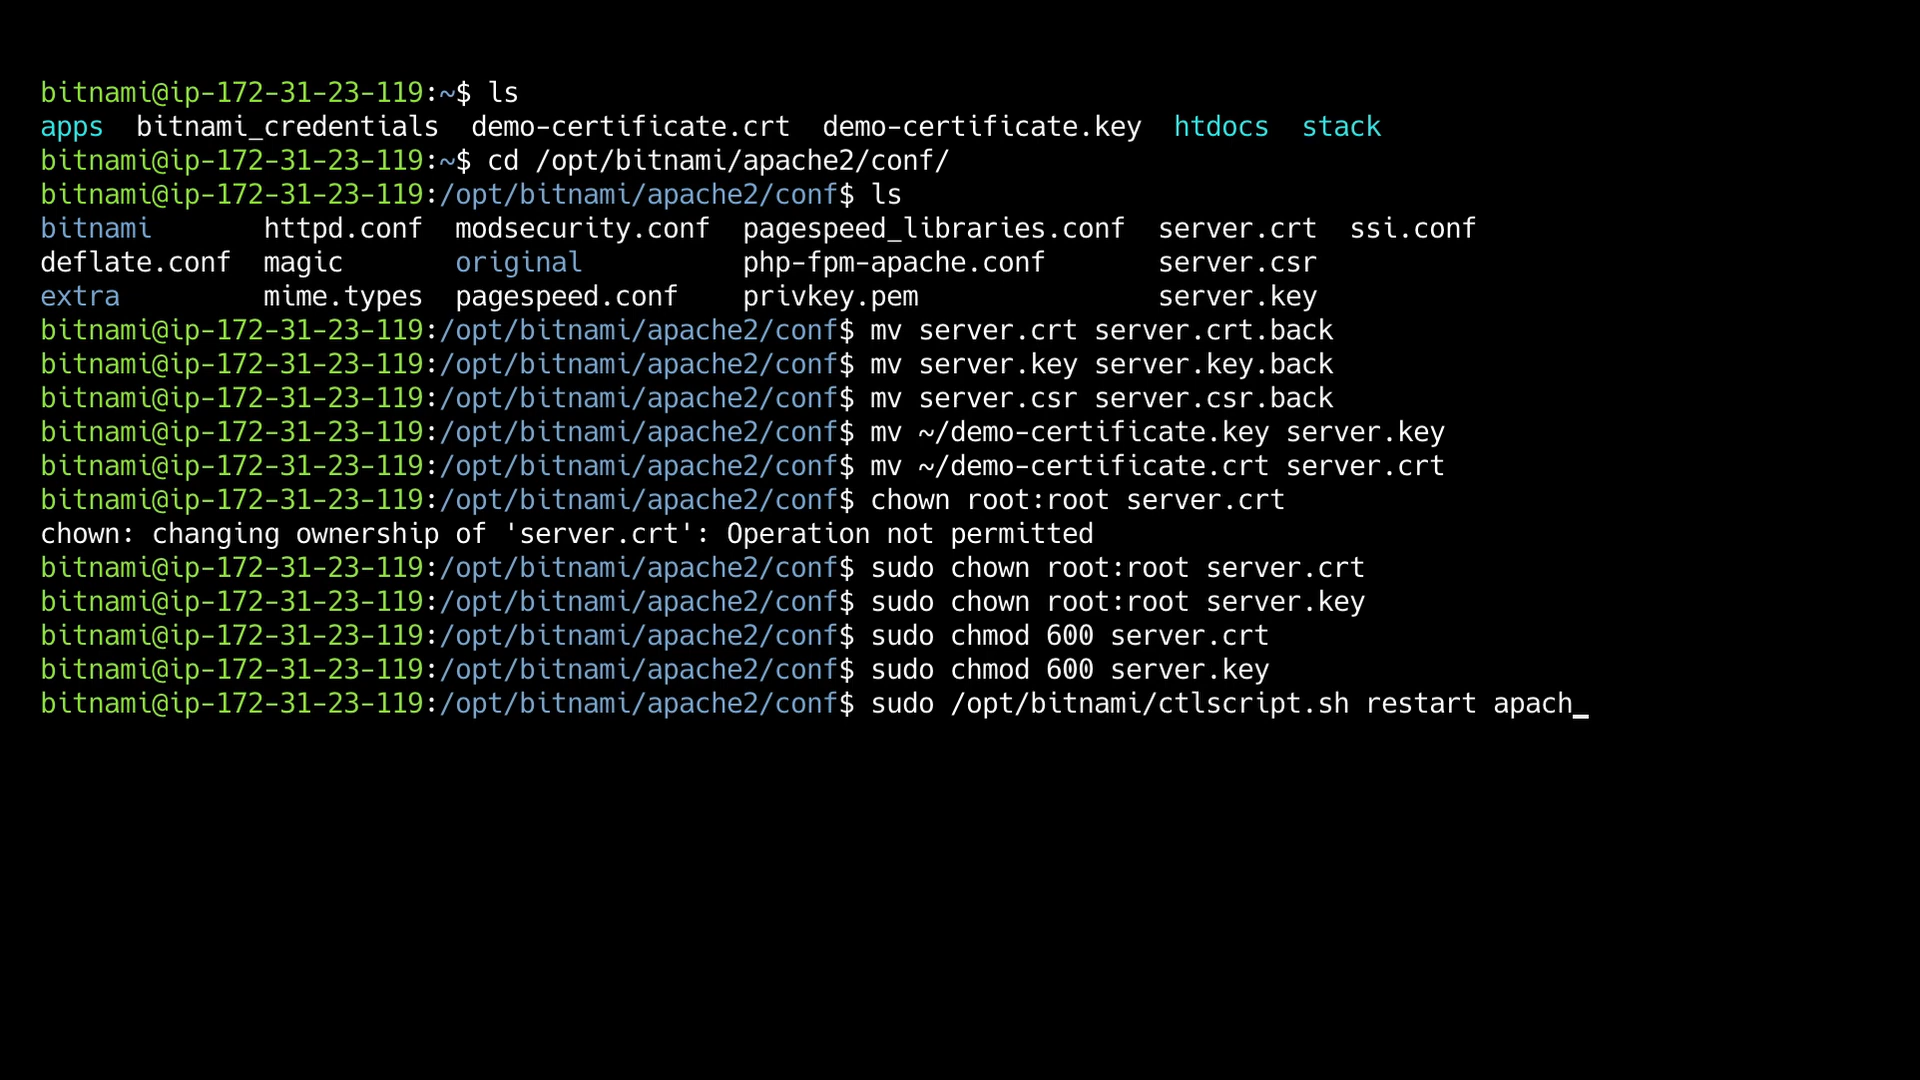 bitnami@ip-172-31-23-119:~$ ls
apps  bitnami_credentials  demo-certificate.crt  demo-certificate.key  htdocs  stack
bitnami@ip-172-31-23-119:~$ cd /opt/bitnami/apache2/conf/
bitnami@ip-172-31-23-119:/opt/bitnami/apache2/conf$ ls
bitnami       httpd.conf  modsecurity.conf  pagespeed_libraries.conf  server.crt  ssi.conf
deflate.conf  magic       original          php-fpm-apache.conf       server.csr
extra         mime.types  pagespeed.conf    privkey.pem               server.key
bitnami@ip-172-31-23-119:/opt/bitnami/apache2/conf$ mv server.crt server.crt.back
bitnami@ip-172-31-23-119:/opt/bitnami/apache2/conf$ mv server.key server.key.back
bitnami@ip-172-31-23-119:/opt/bitnami/apache2/conf$ mv server.csr server.csr.back
bitnami@ip-172-31-23-119:/opt/bitnami/apache2/conf$ mv ~/demo-certificate.key server.key
bitnami@ip-172-31-23-119:/opt/bitnami/apache2/conf$ mv ~/demo-certificate.crt server.crt
bitnami@ip-172-31-23-119:/opt/bitnami/apache2/conf$ chown root:root server.crt
chown: changing ownership of 'server.crt': Operation not permitted
bitnami@ip-172-31-23-119:/opt/bitnami/apache2/conf$ sudo chown root:root server.crt
bitnami@ip-172-31-23-119:/opt/bitnami/apache2/conf$ sudo chown root:root server.key
bitnami@ip-172-31-23-119:/opt/bitnami/apache2/conf$ sudo chmod 600 server.crt
bitnami@ip-172-31-23-119:/opt/bitnami/apache2/conf$ sudo chmod 600 server.key
bitnami@ip-172-31-23-119:/opt/bitnami/apache2/conf$ sudo /opt/bitnami/ctlscript.sh restart apach_